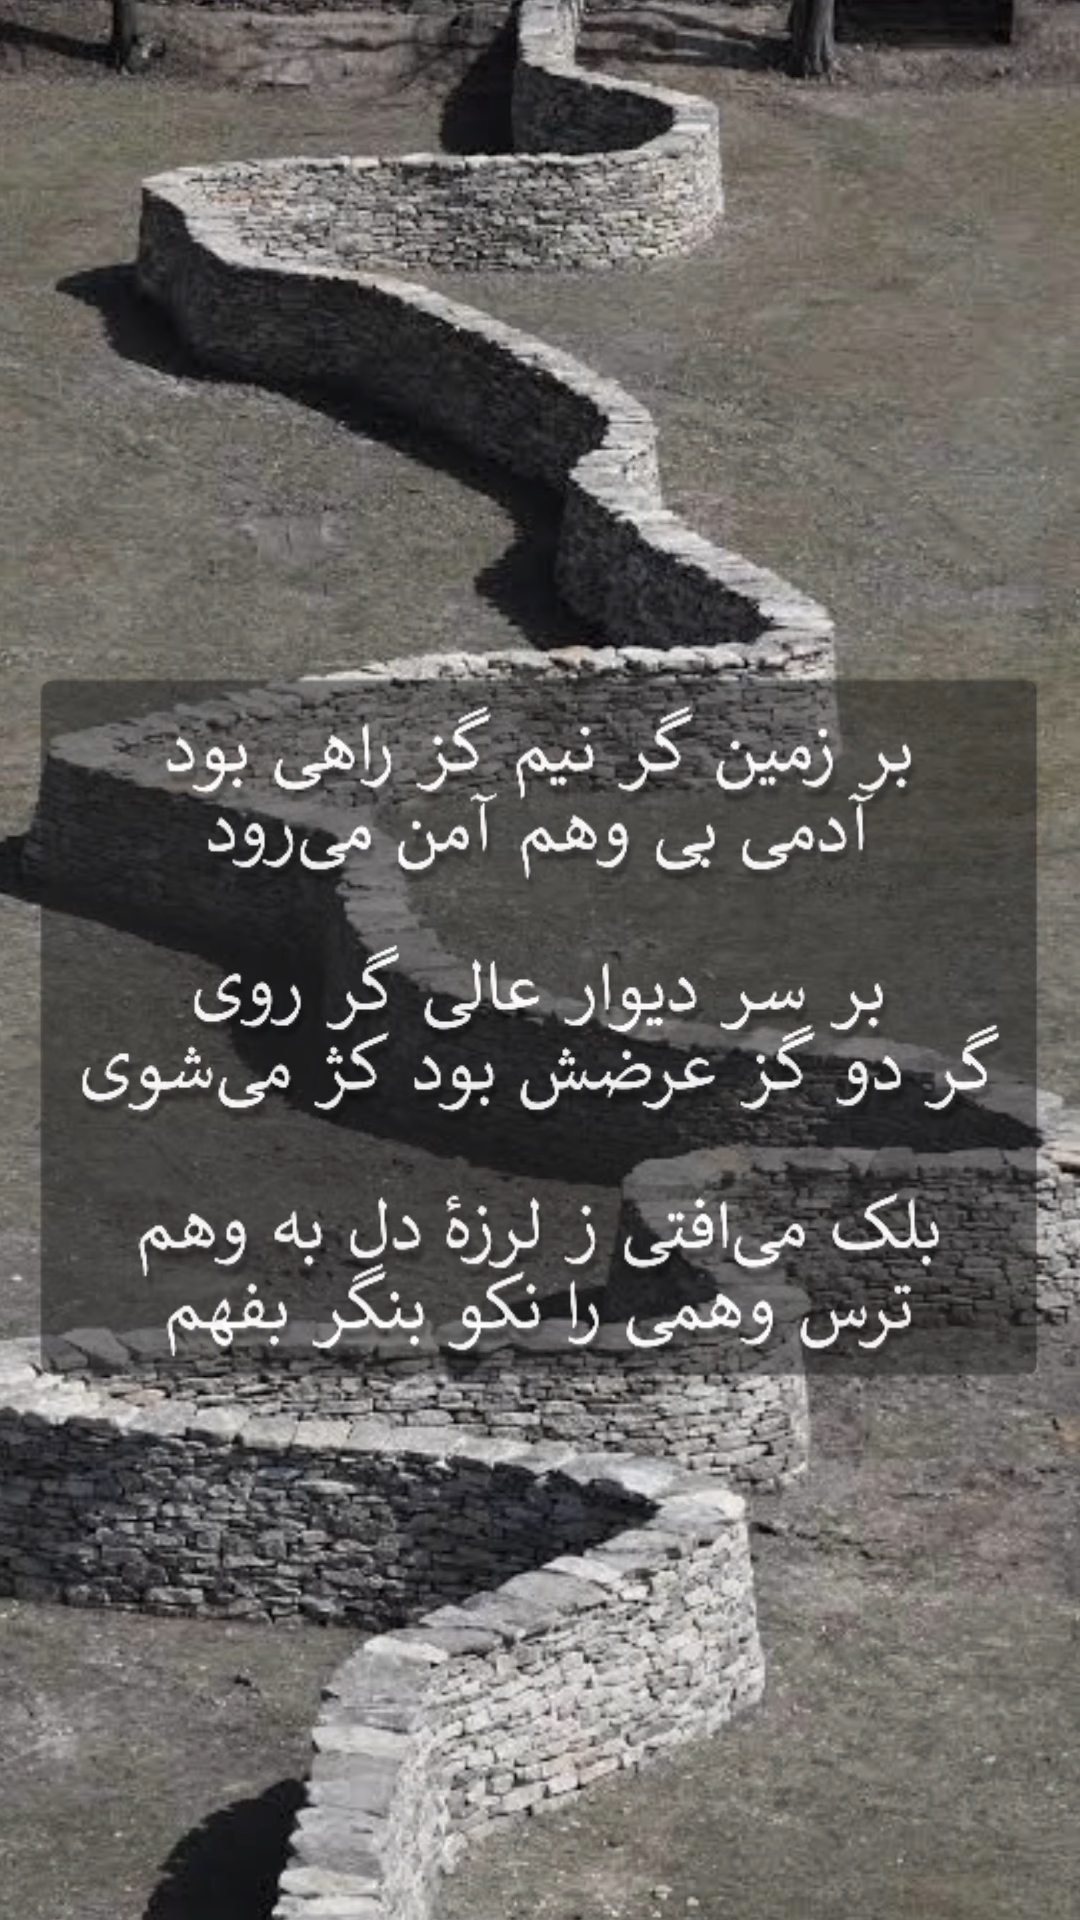 بر زمین گر نیم گز راهی بود
آدمی بی وهم آمن می‌رود
بر سر دیوار عالی گر روی
گر دو گز عرضش بود کژ می‌شوی
بلک می‌افتی ز لرزهٔ دل به وهم
ترس وهمی را نکو بنگر بفهم